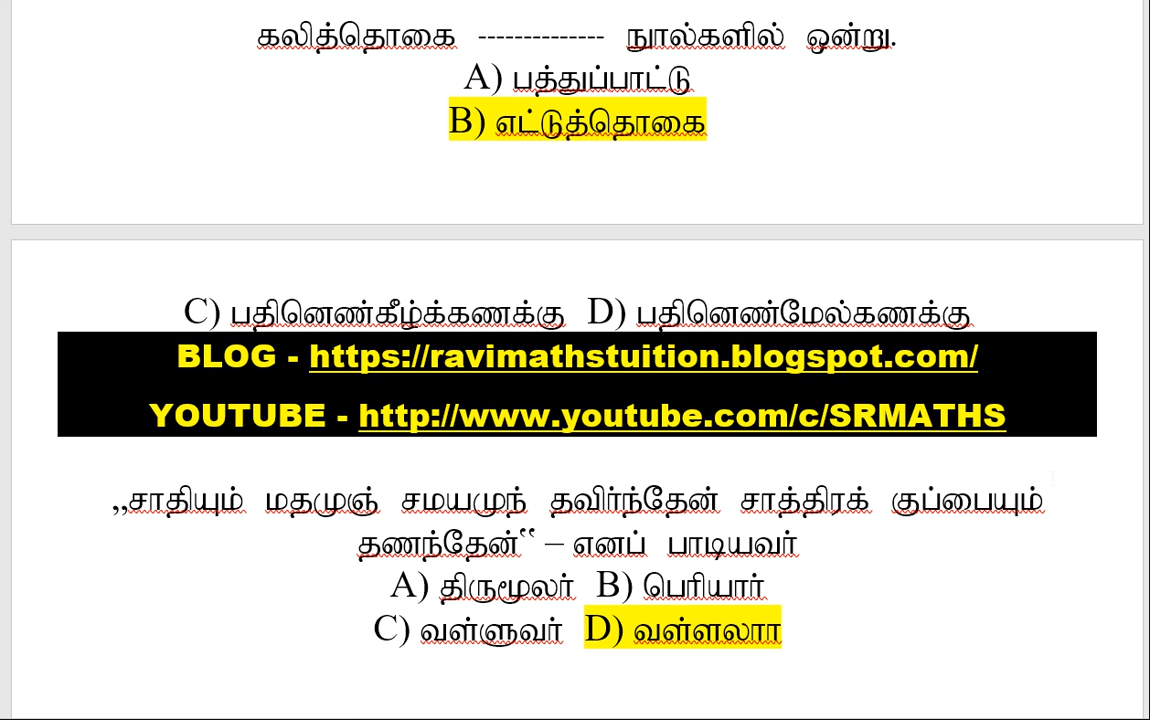 கலித்தொகை -------------- நூல்களில் ஒன்று.
A) பத்துப்பாட்டு
B) எட்டுத்தொகை
C) பதினெண்கீழ்க்கணக்கு D) பதினெண்மேல்கணக்கு
BLOG - https://ravimathstuition.blogspot.com/
YOUTUBE - http://www.youtube.com/c/SRMATHS
„சாதியும் மதமுஞ் சமயமுந் தவிர்ந்தேன் சாத்திரக் குப்பையும்
தணந்தேன்‟ – எனப் பாடியவர்
A) திருமூலர் B) பெரியார்
C) வள்ளுவர் D) வள்ளலாா